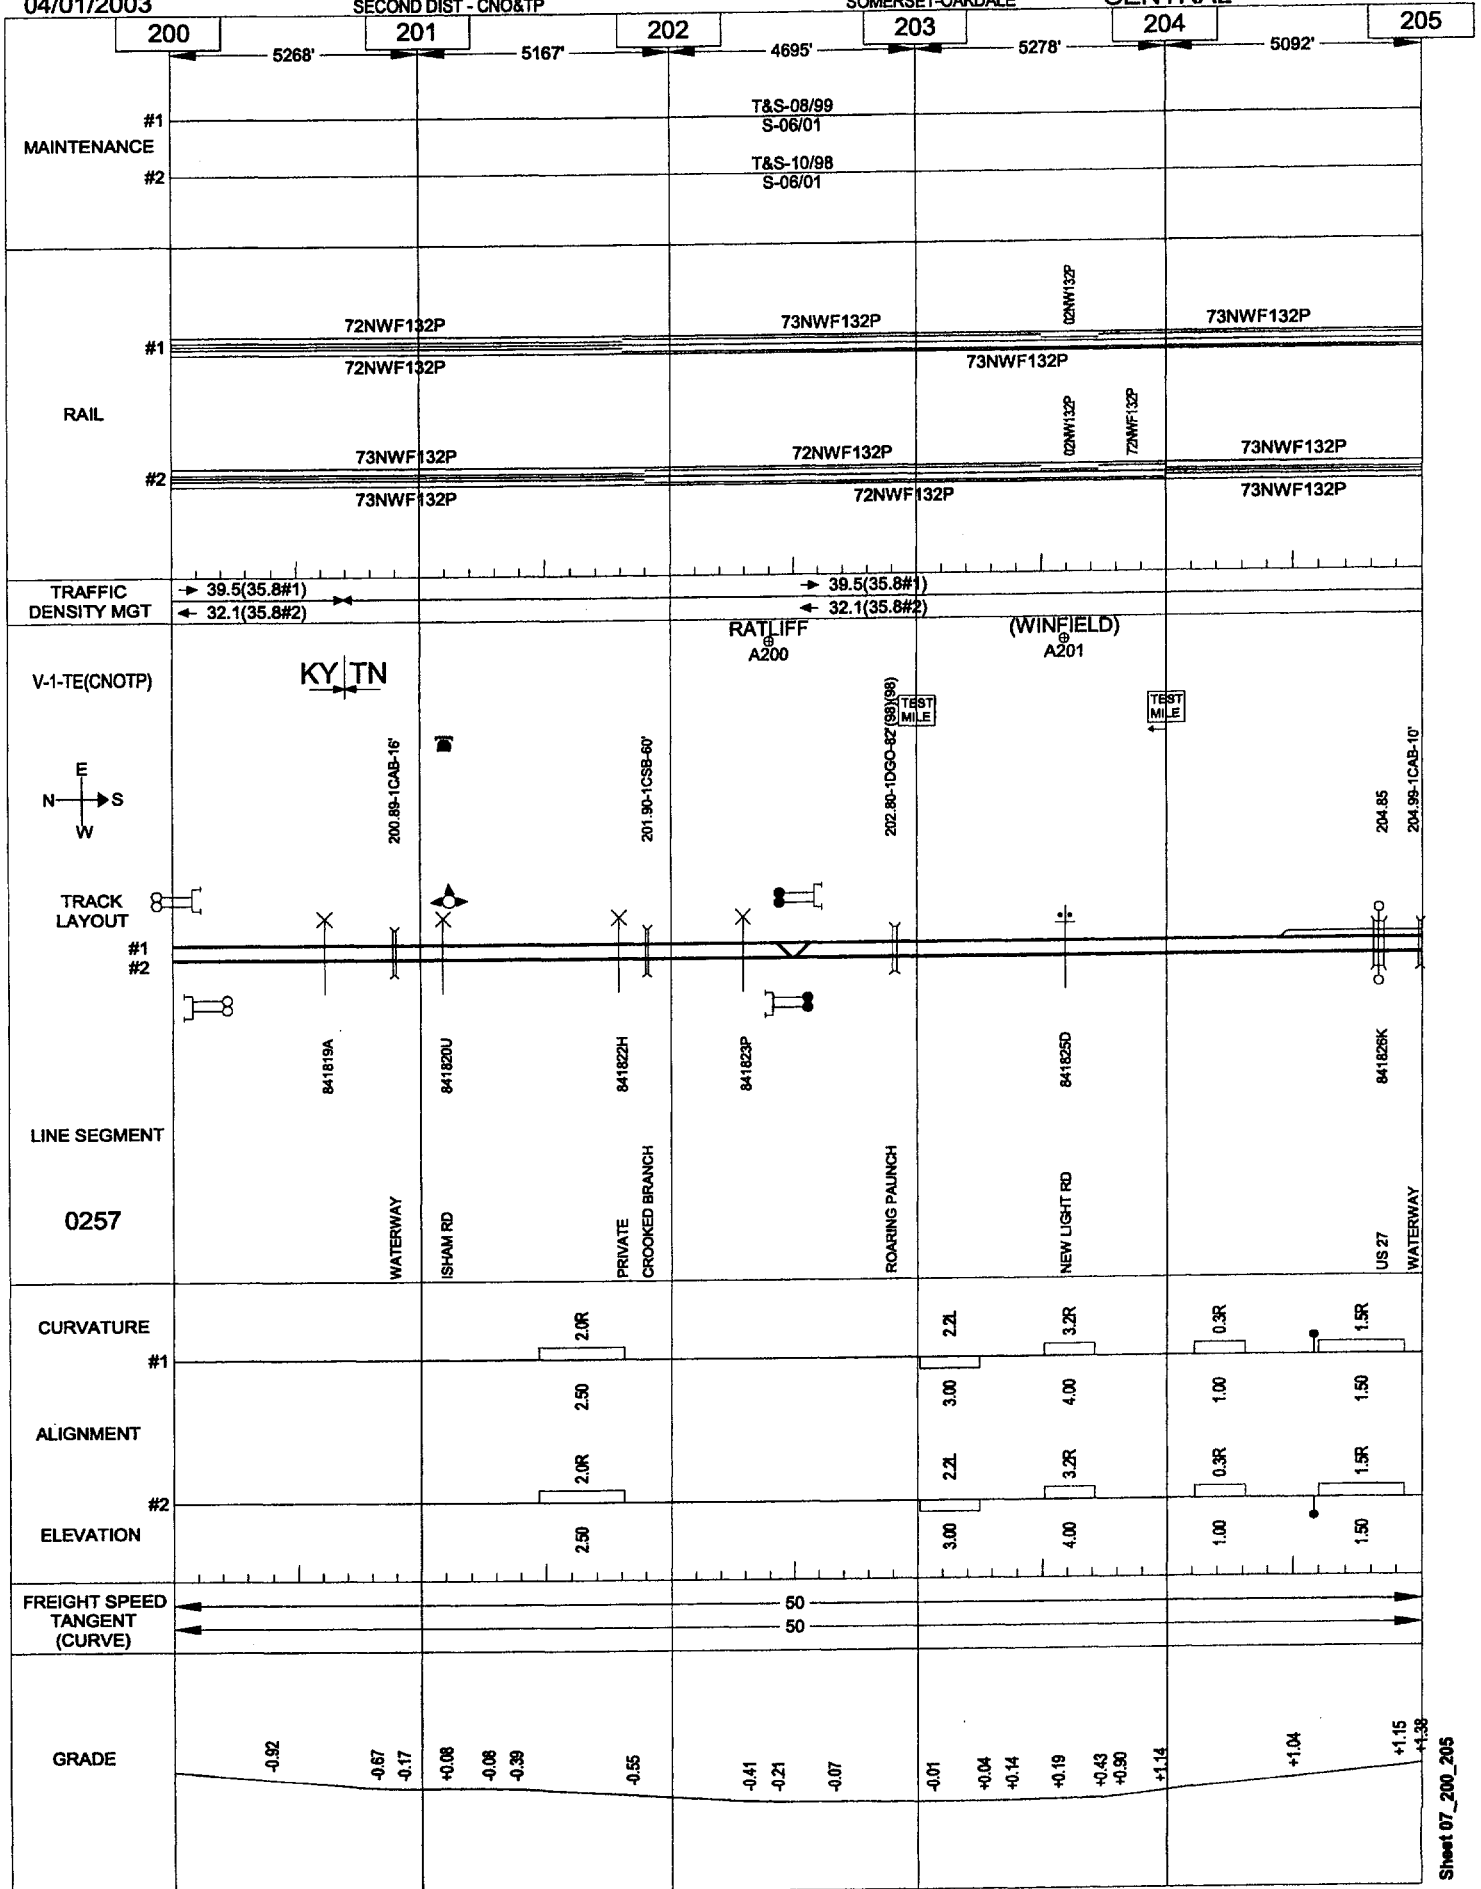 04/01/2003 SECOND DIST - CNO&TP SOMERSET-OAKDALE CENTRAL
200 201 202 203 204 205
5268' 5167' 4695' 5278' 5092'
MAINTENANCE
#1 T&S-08/99
S-06/01
#2 T&S-10/98
S-06/01
RAIL
02NW132P
72NWF132P 73NWF132P 73NWF132P
#1
72NWF132P 73NWF132P
02NW132P 72NWF132P
73NWF132P 72NWF132P 73NWF132P
#2
73NWF132P 72NWF132P 73NWF132P
TRAFFIC
DENSITY MGT
39.5(35.8#1) 39.5(35.8#1)
32.1(35.8#2) 32.1(35.8#2)
RATLIFF (WINFIELD)
A200 A201
V-1-TE(CNOTP)
KY TN
TEST
MILE
TEST
MILE
E
N S
W
200.89-1CAB-16'
201.90-1CSB-60'
202.80-1DGO-82'(98)(98)
204.85
204.99-1CAB-10'
TRACK
LAYOUT
#1
#2
841819A
841820U
841822H
841823P
841825D
841826K
LINE SEGMENT
0257
WATERWAY
ISHAM RD
PRIVATE
CROOKED BRANCH
ROARING PAUNCH
NEW LIGHT RD
US 27
WATERWAY
CURVATURE
2.0R 2.2L 3.2R 0.3R 1.5R
#1
2.50 3.00 4.00 1.00 1.50
ALIGNMENT
2.0R 2.2L 3.2R 0.3R 1.5R
#2
ELEVATION
2.50 3.00 4.00 1.00 1.50
FREIGHT SPEED
TANGENT
(CURVE)
50
50
GRADE
-0.92 -0.67 -0.17 +0.08 -0.08 -0.39 -0.55 -0.41 -0.21 -0.07 -0.01 +0.04 +0.14 +0.19 +0.43 +0.90 +1.14 +1.04 +1.15 +1.38
Sheet 07_200_205